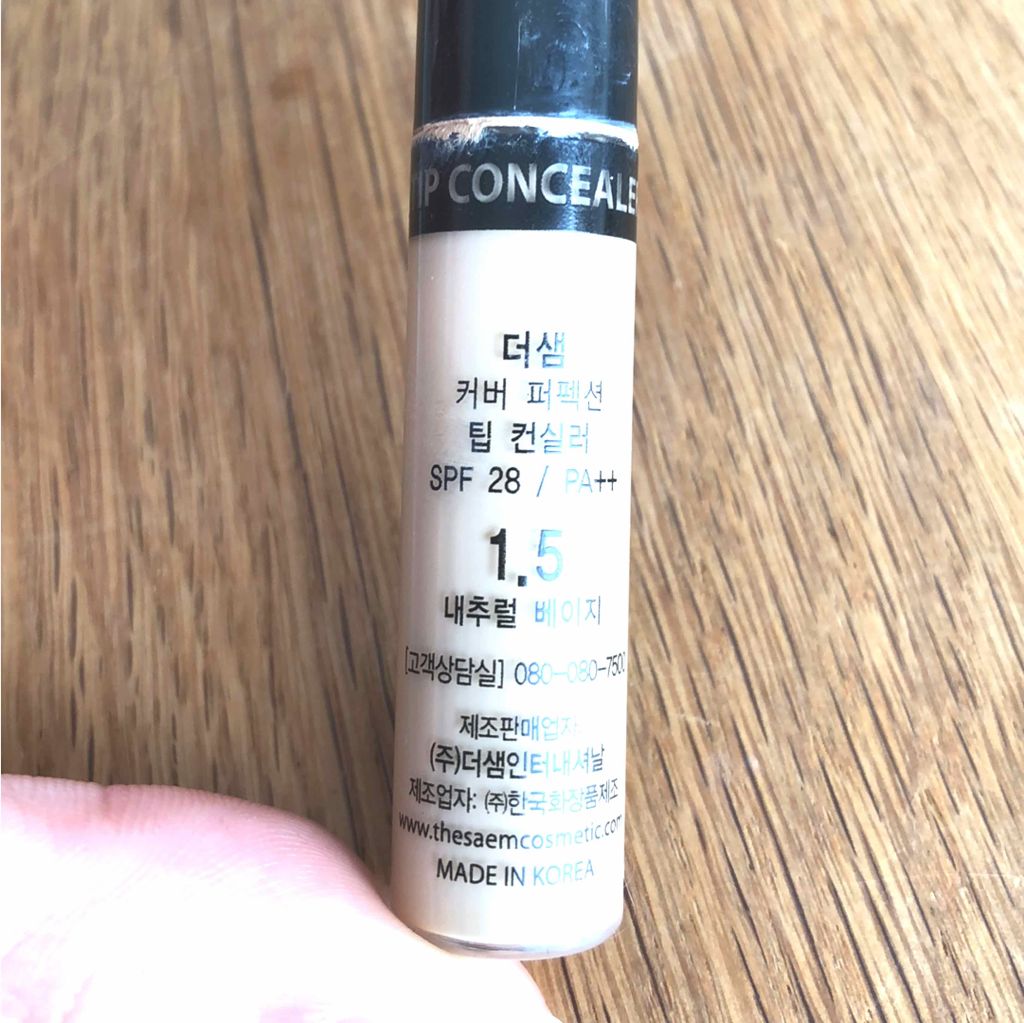 TIP CONCEALE
더샘
커버 퍼펙션
팁 컨실러
SPF 28 / PA++
1.5
내추럴 베이지
[고객상담실] 080-080-7500
제조판매업자:
(주)더샘인터내셔날
제조업자: (주)한국화장품제조
www.thesaemcosmetic.com
MADE IN KOREA